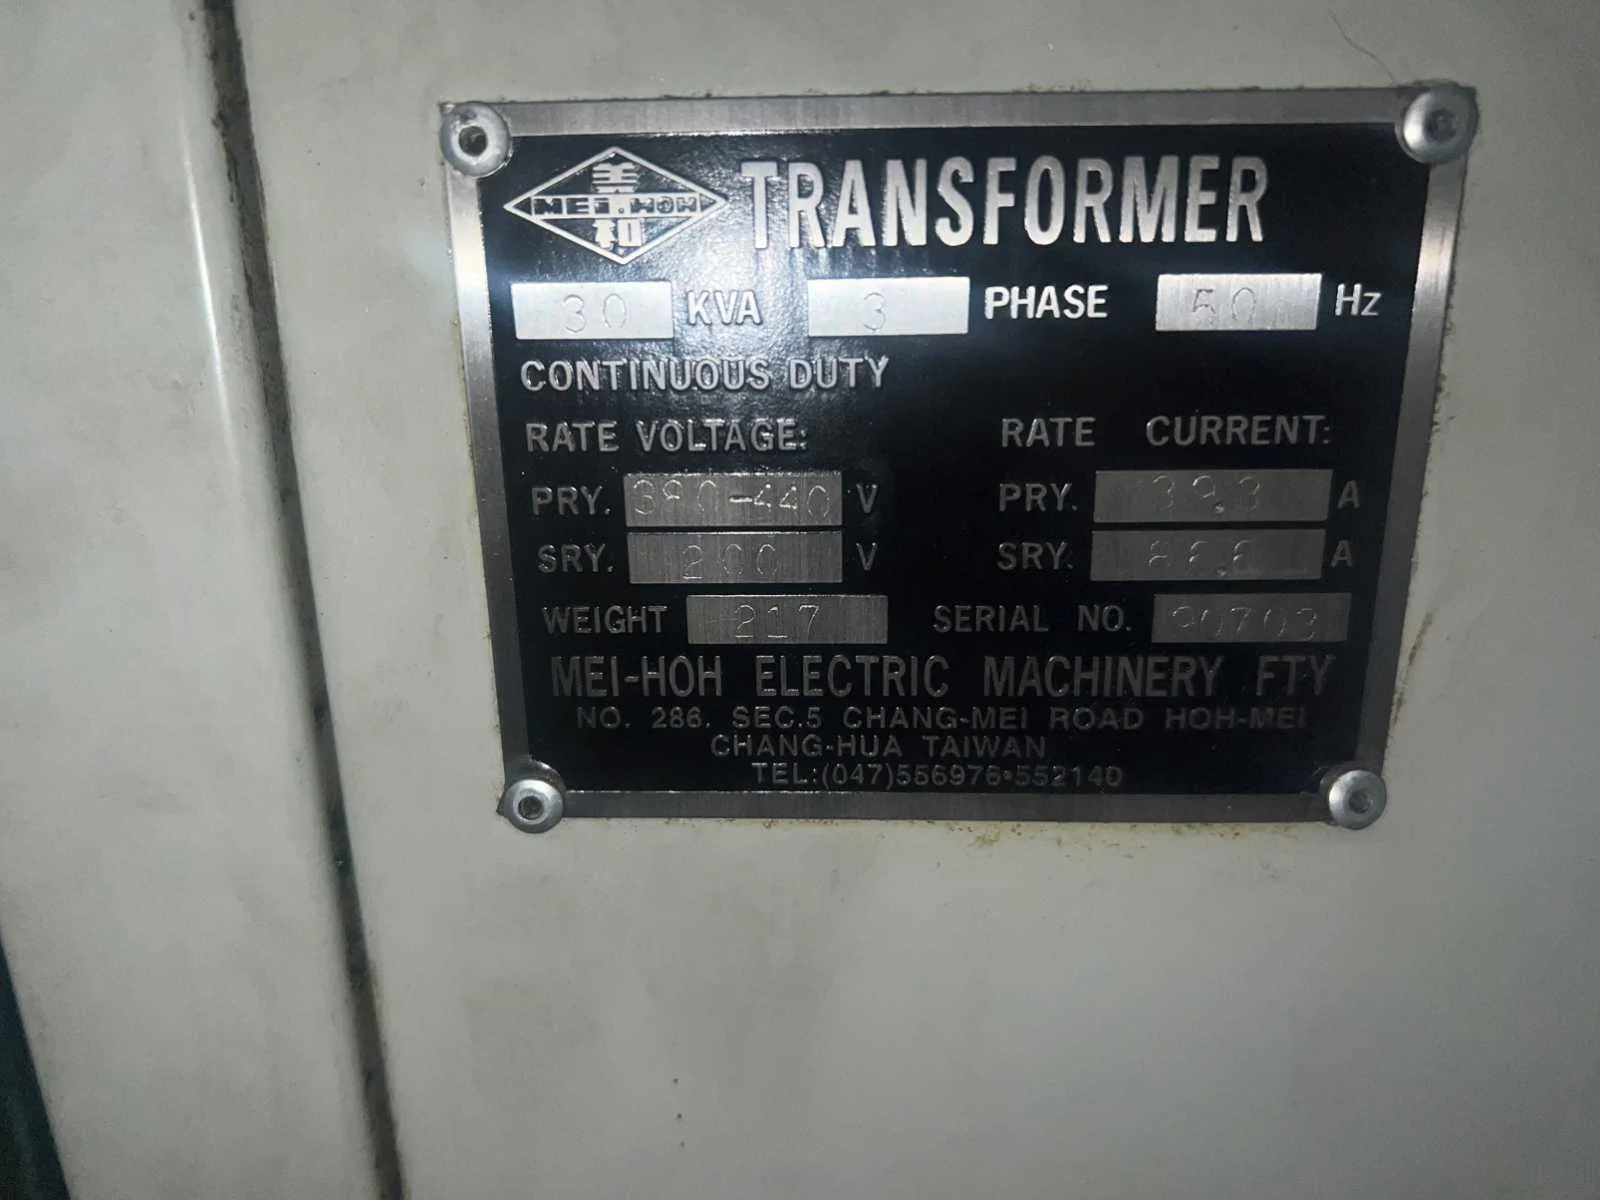 美
MEI.HOH
和
TRANSFORMER
30 KVA 3 PHASE 50 Hz
CONTINUOUS DUTY
RATE VOLTAGE: RATE CURRENT:
PRY. 380-440 V PRY. 39.3 A
SRY. 200 V SRY. 86.6 A
WEIGHT 217 SERIAL NO. 90703
MEI-HOH ELECTRIC MACHINERY FTY
NO. 286. SEC.5 CHANG-MEI ROAD HOH-MEI
CHANG-HUA TAIWAN
TEL:(047)556976•552140